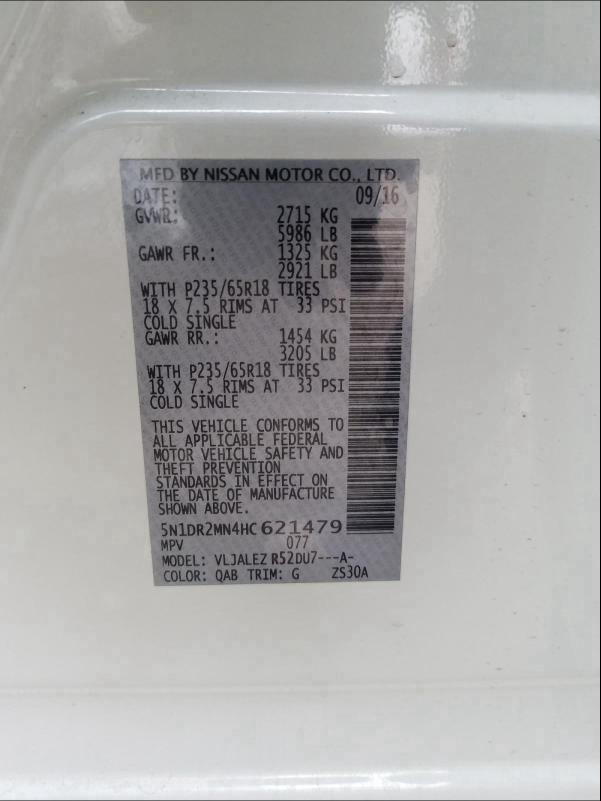 MFD BY NISSAN MOTOR CO., LTD.
DATE: 09/16
GVWR: 2715 KG
5986 LB
GAWR FR.: 1325 KG
2921 LB
WITH P235/65R18 TIRES
18 X 7.5 RIMS AT 33 PSI
COLD SINGLE
GAWR RR.: 1454 KG
3205 LB
WITH P235/65R18 TIRES
18 X 7.5 RIMS AT 33 PSI
COLD SINGLE
THIS VEHICLE CONFORMS TO
ALL APPLICABLE FEDERAL
MOTOR VEHICLE SAFETY AND
THEFT PREVENTION
STANDARDS IN EFFECT ON
THE DATE OF MANUFACTURE
SHOWN ABOVE.
5N1DR2MN4HC621479
MPV 077
MODEL: VLJALEZ R52DU7---A-
COLOR: QAB TRIM: G ZS30A